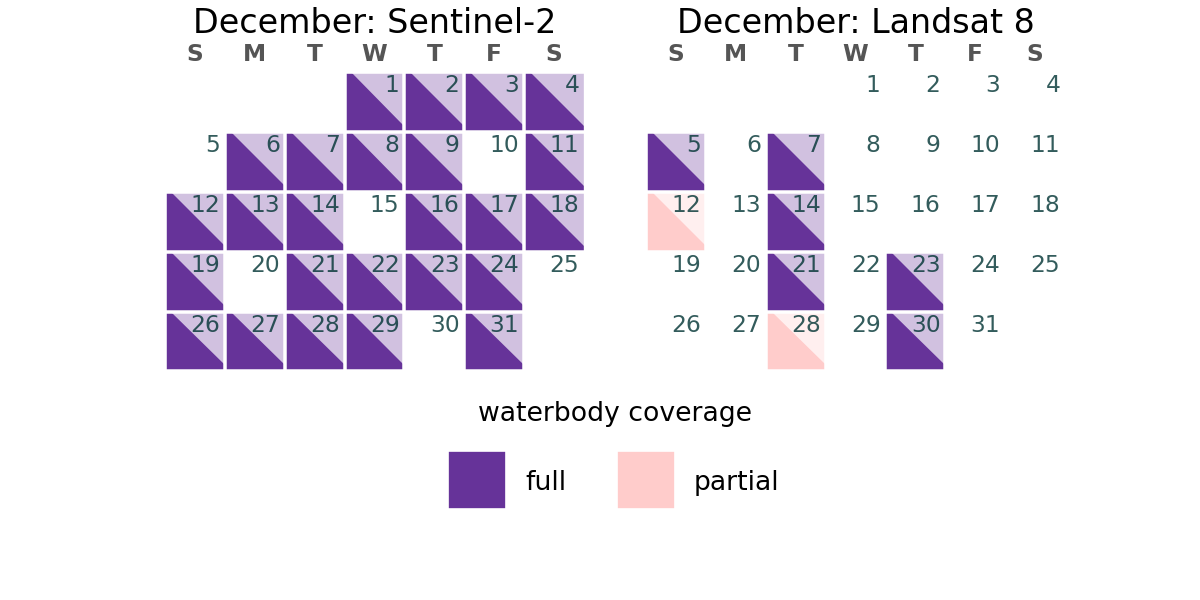 December: Sentinel-2
S M T W T F S
1 2 3 4
5 6 7 8 9 10 11
12 13 14 15 16 17 18
19 20 21 22 23 24 25
26 27 28 29 30 31
December: Landsat 8
S M T W T F S
1 2 3 4
5 6 7 8 9 10 11
12 13 14 15 16 17 18
19 20 21 22 23 24 25
26 27 28 29 30 31
waterbody coverage
full partial